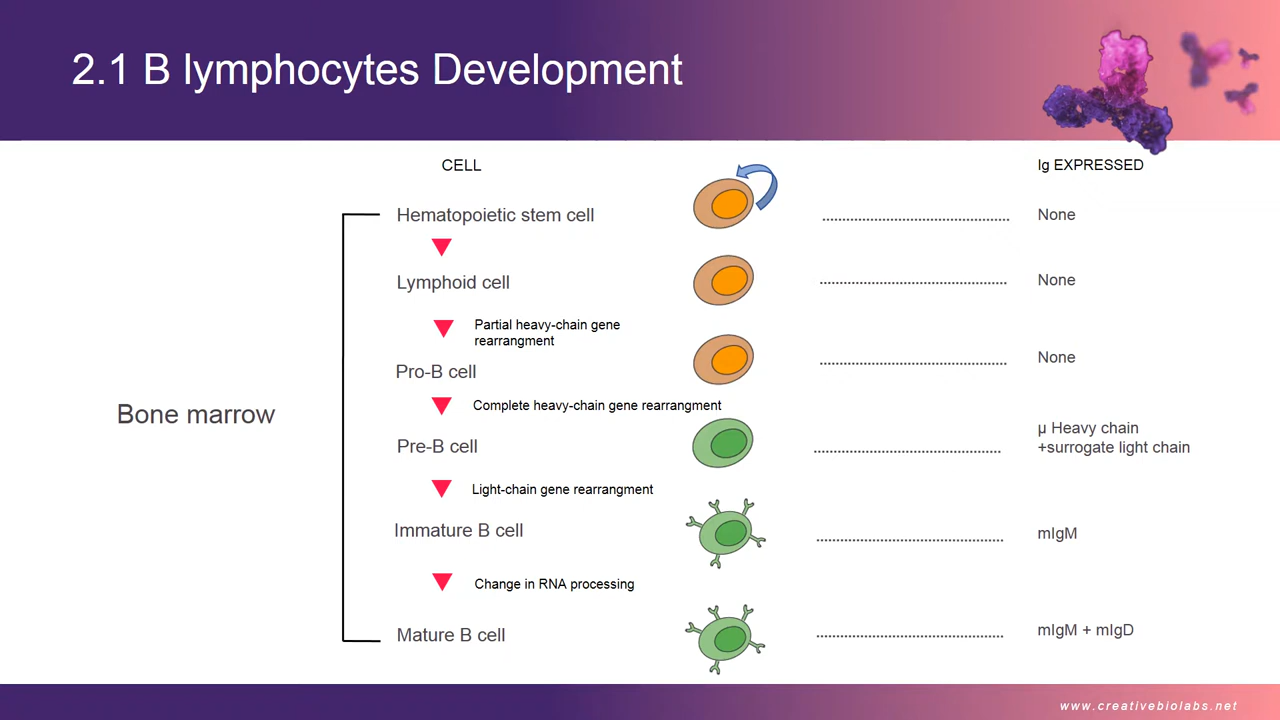 2.1 B lymphocytes Development
CELL
Ig EXPRESSED
Hematopoietic stem cell
None
Lymphoid cell
None
Partial heavy-chain gene
rearrangment
Pro-B cell
None
Complete heavy-chain gene rearrangment
Bone marrow
Pre-B cell
µ Heavy chain
+surrogate light chain
Light-chain gene rearrangment
Immature B cell
mIgM
Change in RNA processing
Mature B cell
mIgM + mIgD
www.creativebiolabs.net